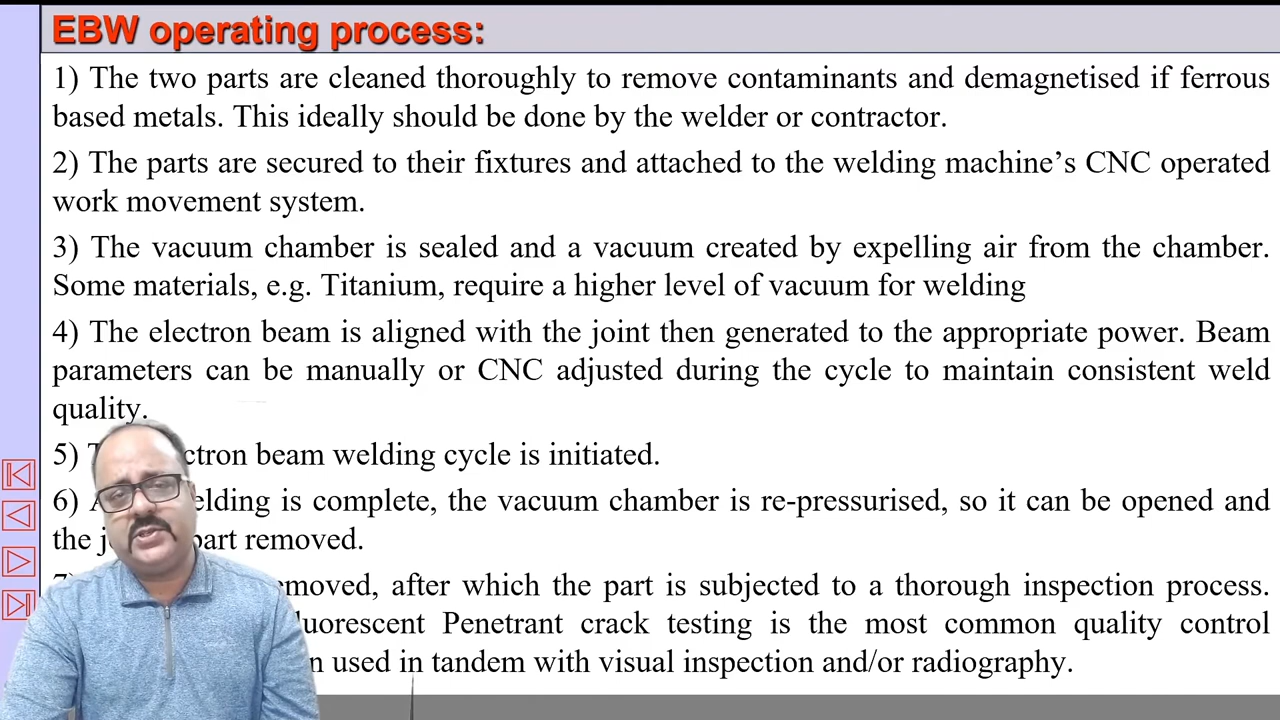 EBW operating process:
1) The two parts are cleaned thoroughly to remove contaminants and demagnetised if ferrous
based metals. This ideally should be done by the welder or contractor.
2) The parts are secured to their fixtures and attached to the welding machine’s CNC operated
work movement system.
3) The vacuum chamber is sealed and a vacuum created by expelling air from the chamber.
Some materials, e.g. Titanium, require a higher level of vacuum for welding
4) The electron beam is aligned with the joint then generated to the appropriate power. Beam
parameters can be manually or CNC adjusted during the cycle to maintain consistent weld
quality.
5) beam welding cycle is initiated.
6) is complete, the vacuum chamber is re-pressurised, so it can be opened and
the part removed.
after which the part is subjected to a thorough inspection process.
Penetrant crack testing is the most common quality control
used in tandem with visual inspection and/or radiography.